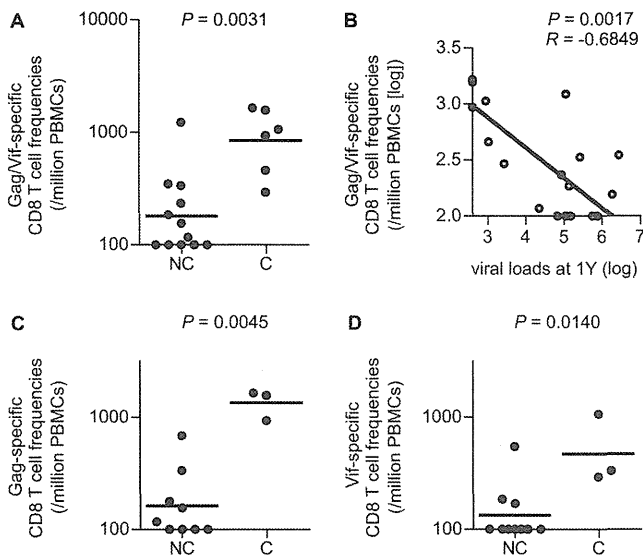 A
P = 0.0031
Gag/Vif-specific
CD8 T cell frequencies
(/million PBMCs)
10000
1000
100
NC C
B
P = 0.0017
R = -0.6849
Gag/Vif-specific
CD8 T cell frequencies
(/million PBMCs [log])
3.5
3.0
2.5
2.0
3 4 5 6 7
viral loads at 1Y (log)
C
P = 0.0045
Gag-specific
CD8 T cell frequencies
(/million PBMCs)
1000
100
NC C
D
P = 0.0140
Vif-specific
CD8 T cell frequencies
(/million PBMCs)
1000
100
NC C